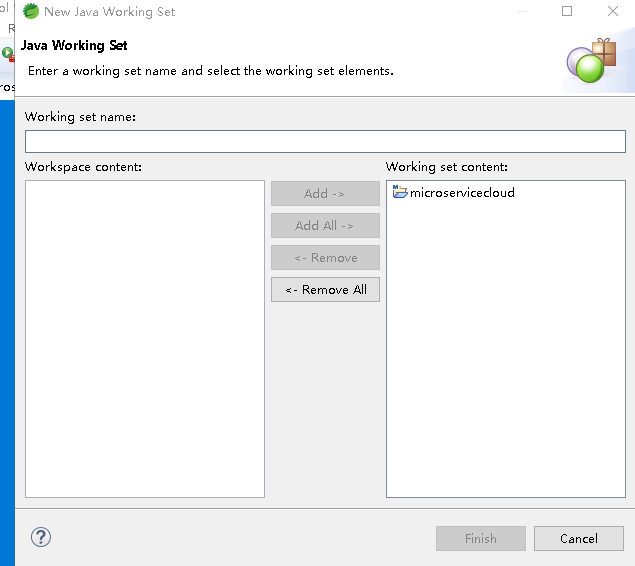 New Java Working Set
Java Working Set
Enter a working set name and select the working set elements.
Working set name:
Workspace content:
Working set content:
Add ->
microservicecloud
Add All ->
<- Remove
<- Remove All
?
Finish
Cancel